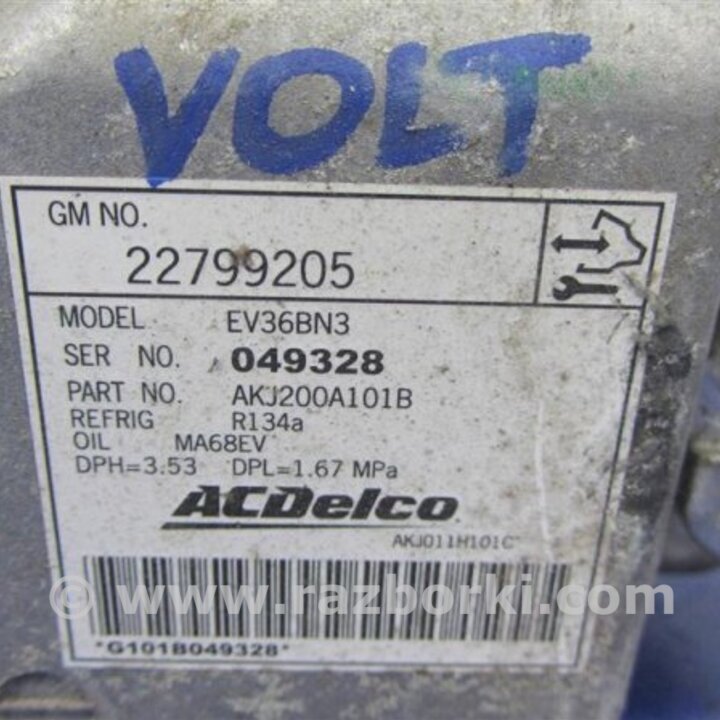 VOLT
GM NO.
22799205
MODEL EV36BN3
SER NO. 049328
PART NO. AKJ200A101B
REFRIG R134a
OIL MA68EV
DPH=3.53 DPL=1.67 MPa
ACDelco
AKJ011H101C
© www.razborki.com
*G101B049328*